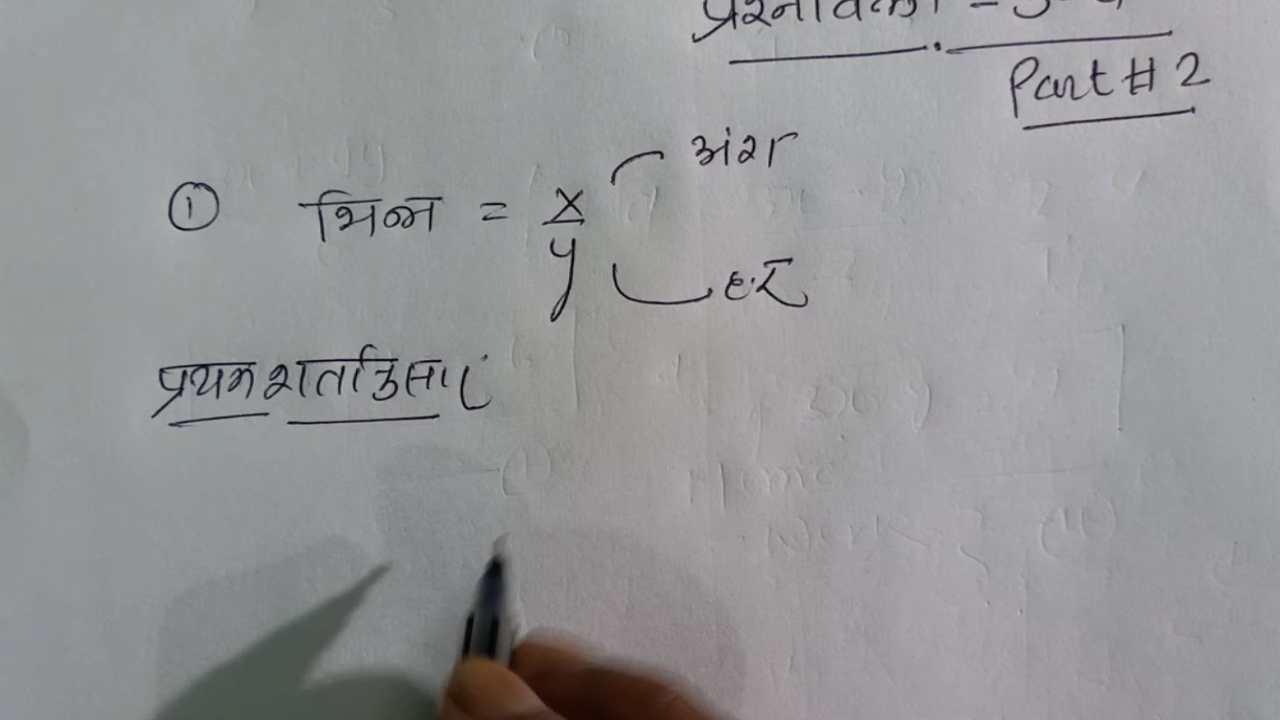 Part # 2
① भिन्न = x/y अंश
हर
प्रथम शर्तानुसार